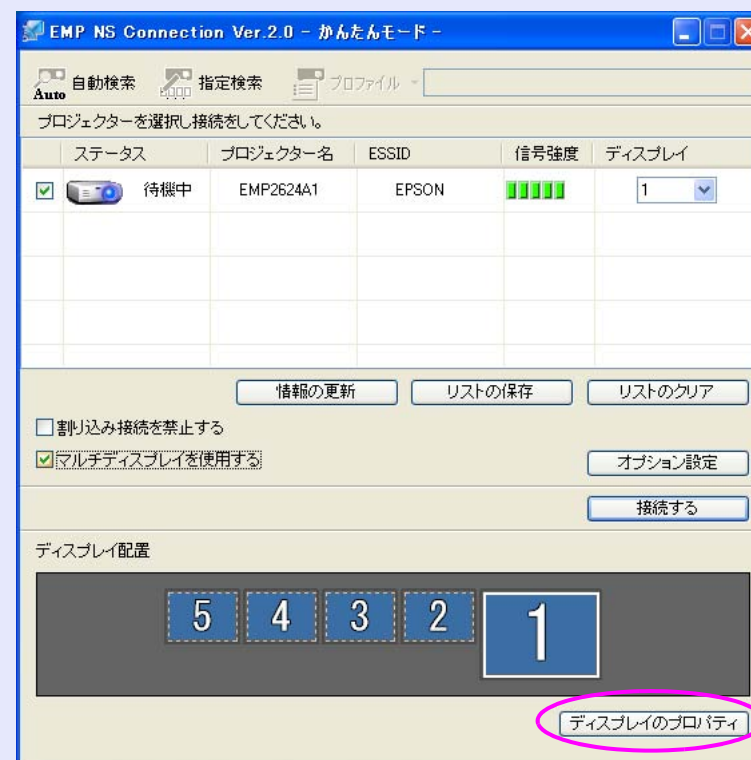 EMP NS Connection Ver.2.0 - かんたんモード -
Auto 自動検索 指定検索 プロファイル
プロジェクターを選択し接続をしてください。
ステータス プロジェクター名 ESSID 信号強度 ディスプレイ
待機中 EMP2624A1 EPSON 1
情報の更新 リストの保存 リストのクリア
割り込み接続を禁止する
マルチディスプレイを使用する オプション設定
接続する
ディスプレイ配置
5 4 3 2 1
ディスプレイのプロパティ